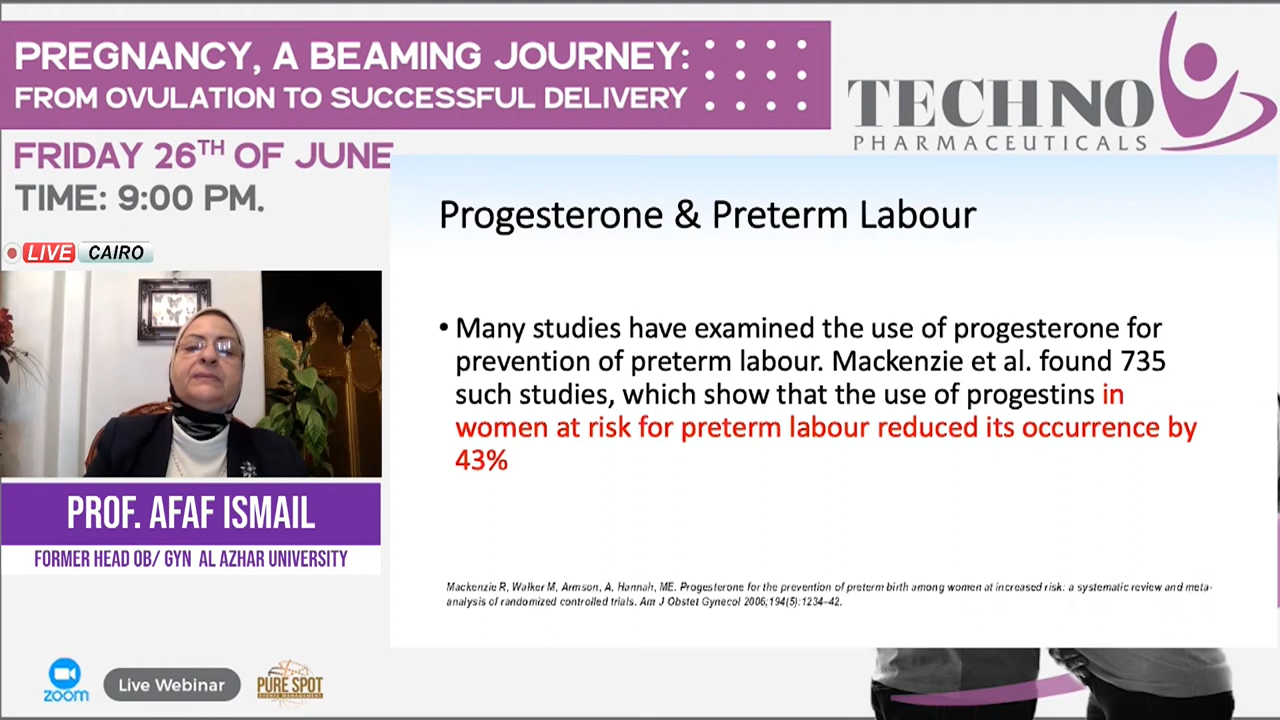 PREGNANCY, A BEAMING JOURNEY:
FROM OVULATION TO SUCCESSFUL DELIVERY
TECHNO
PHARMACEUTICALS
FRIDAY 26TH OF JUNE
TIME: 9:00 PM.
LIVE CAIRO
Progesterone & Preterm Labour
• Many studies have examined the use of progesterone for
prevention of preterm labour. Mackenzie et al. found 735
such studies, which show that the use of progestins in
women at risk for preterm labour reduced its occurrence by
43%
PROF. AFAF ISMAIL
FORMER HEAD OB/ GYN AL AZHAR UNIVERSITY
Mackenzie R, Walker M, Armson, A, Hannah, ME. Progesterone for the prevention of preterm birth among women at increased risk: a systematic review and meta-
analysis of randomized controlled trials. Am J Obstet Gynecol 2006;194(5):1234–42.
zoom
Live Webinar
PURE SPOT
EVENTS MANAGEMENT